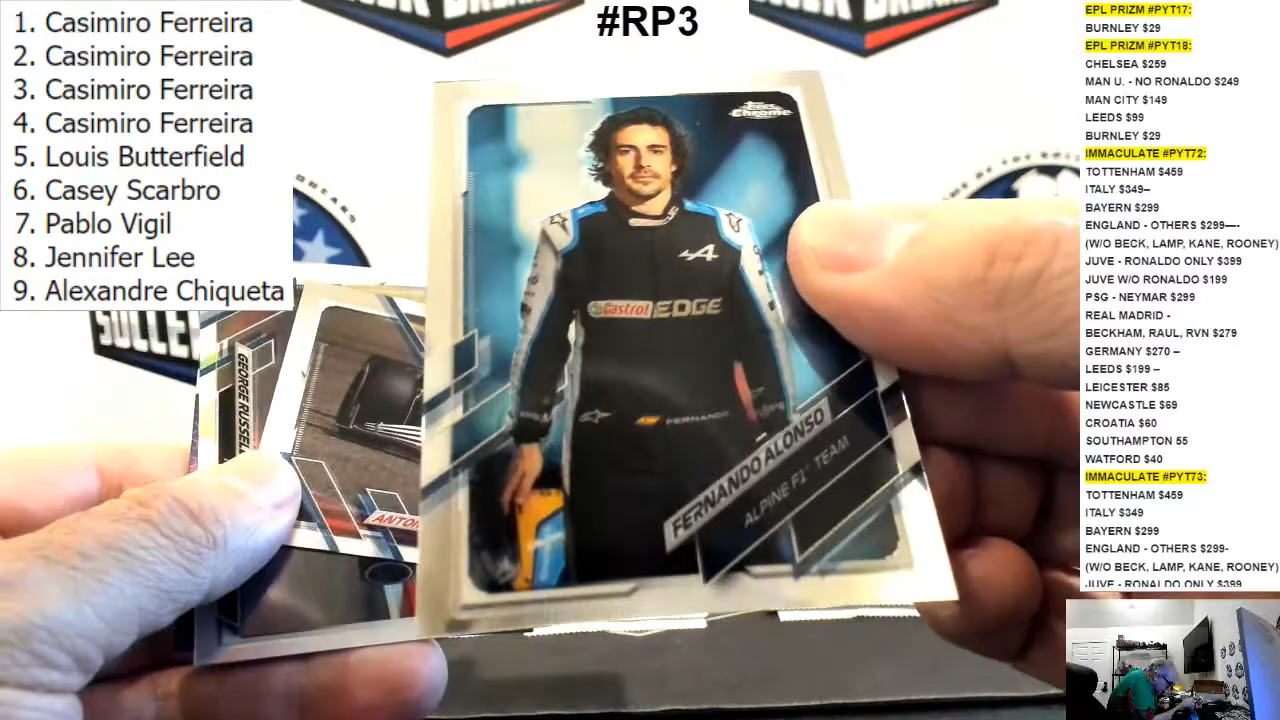 1. Casimiro Ferreira
2. Casimiro Ferreira
3. Casimiro Ferreira
4. Casimiro Ferreira
5. Louis Butterfield
6. Casey Scarbro
7. Pablo Vigil
8. Jennifer Lee
9. Alexandre Chiqueta
#RP3
SOCCER
Topps
Chrome
Castrol EDGE
FERNANDO
FERNANDO ALONSO
ALPINE F1 TEAM
GEORGE RUSSELL
EPL PRIZM #PYT17:
BURNLEY $29
EPL PRIZM #PYT18:
CHELSEA $259
MAN U. - NO RONALDO $249
MAN CITY $149
LEEDS $99
BURNLEY $29
IMMACULATE #PYT72:
TOTTENHAM $459
ITALY $349–
BAYERN $299
ENGLAND - OTHERS $299—-
(W/O BECK, LAMP, KANE, ROONEY)
JUVE - RONALDO ONLY $399
JUVE W/O RONALDO $199
PSG - NEYMAR $299
REAL MADRID -
BECKHAM, RAUL, RVN $279
GERMANY $270 –
LEEDS $199 –
LEICESTER $85
NEWCASTLE $69
CROATIA $60
SOUTHAMPTON 55
WATFORD $40
IMMACULATE #PYT73:
TOTTENHAM $459
ITALY $349
BAYERN $299
ENGLAND - OTHERS $299-
(W/O BECK, LAMP, KANE, ROONEY)
JUVE - RONALDO ONLY $399